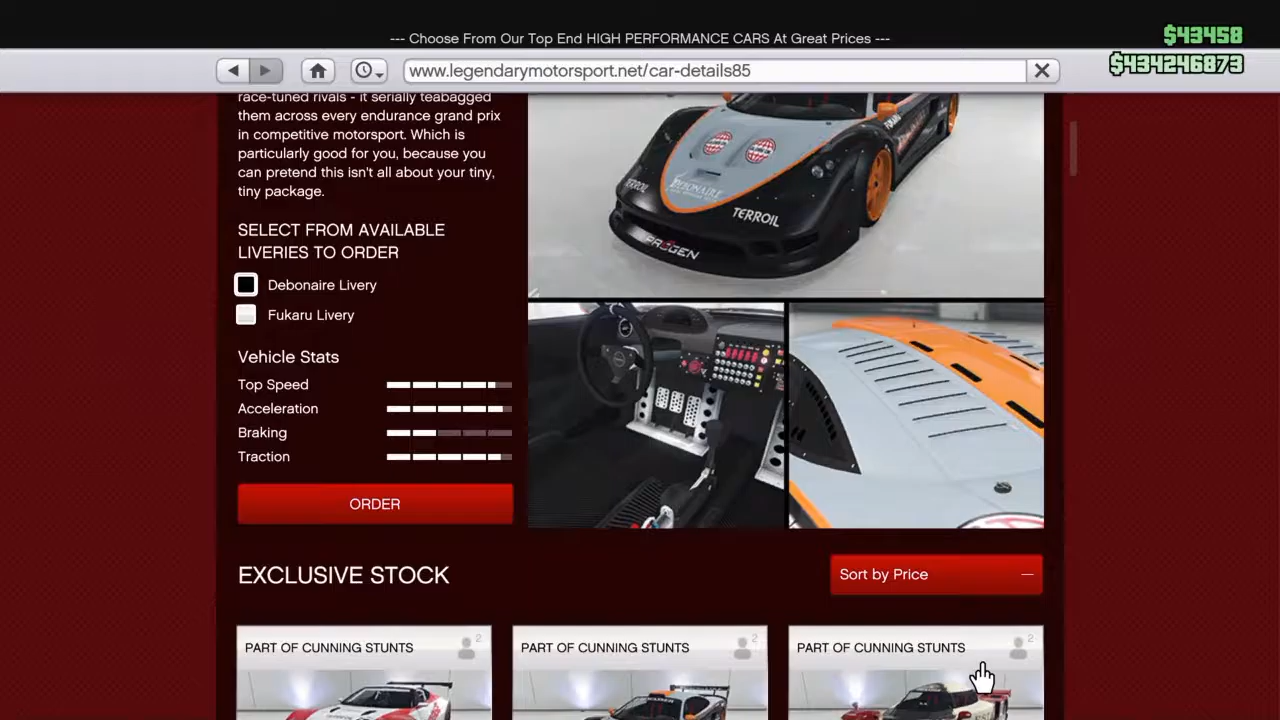 --- Choose From Our Top End HIGH PERFORMANCE CARS At Great Prices ---
$43458
$434246873
www.legendarymotorsport.net/car-details85
race-tuned rivals - it serially teabagged
them across every endurance grand prix
in competitive motorsport. Which is
particularly good for you, because you
can pretend this isn't all about your tiny,
tiny package.
SELECT FROM AVAILABLE
LIVERIES TO ORDER
Debonaire Livery
Fukaru Livery
Vehicle Stats
Top Speed
Acceleration
Braking
Traction
ORDER
TERROIL
DEBONAIRE
TERROIL
PROGEN
EXCLUSIVE STOCK
Sort by Price
PART OF CUNNING STUNTS
2
PART OF CUNNING STUNTS
2
PART OF CUNNING STUNTS
2